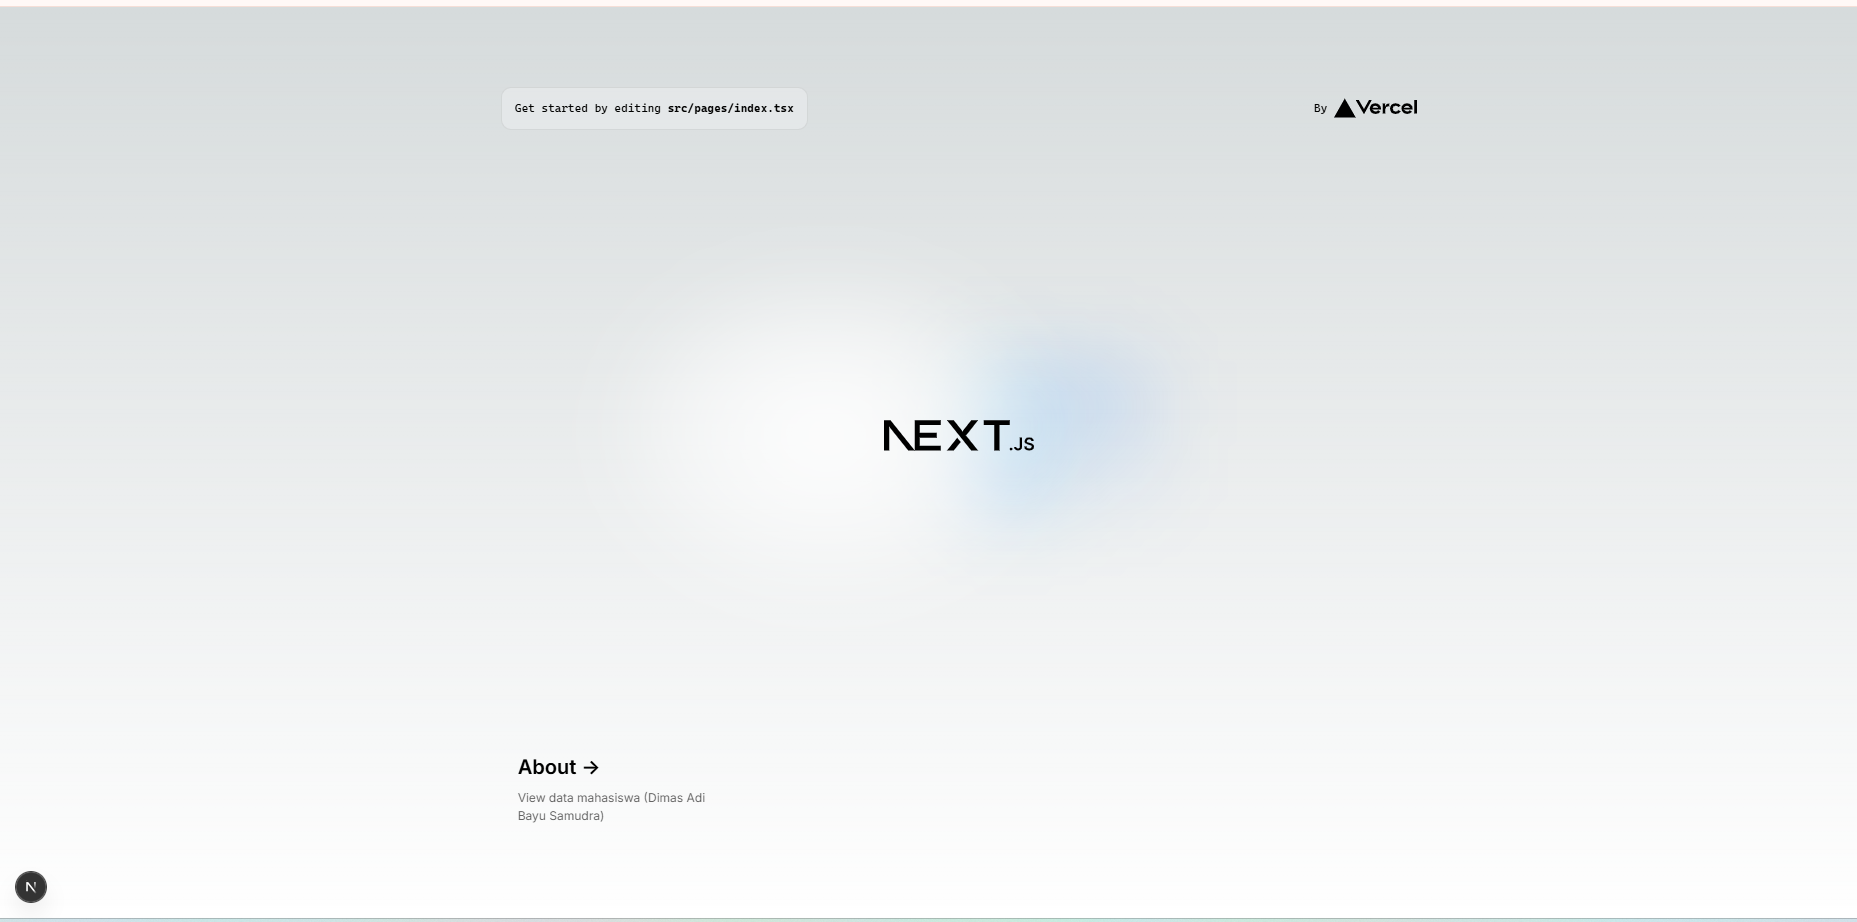 Get started by editing src/pages/index.tsx
By Vercel
NEXT.JS
About →
View data mahasiswa (Dimas Adi
Bayu Samudra)
N